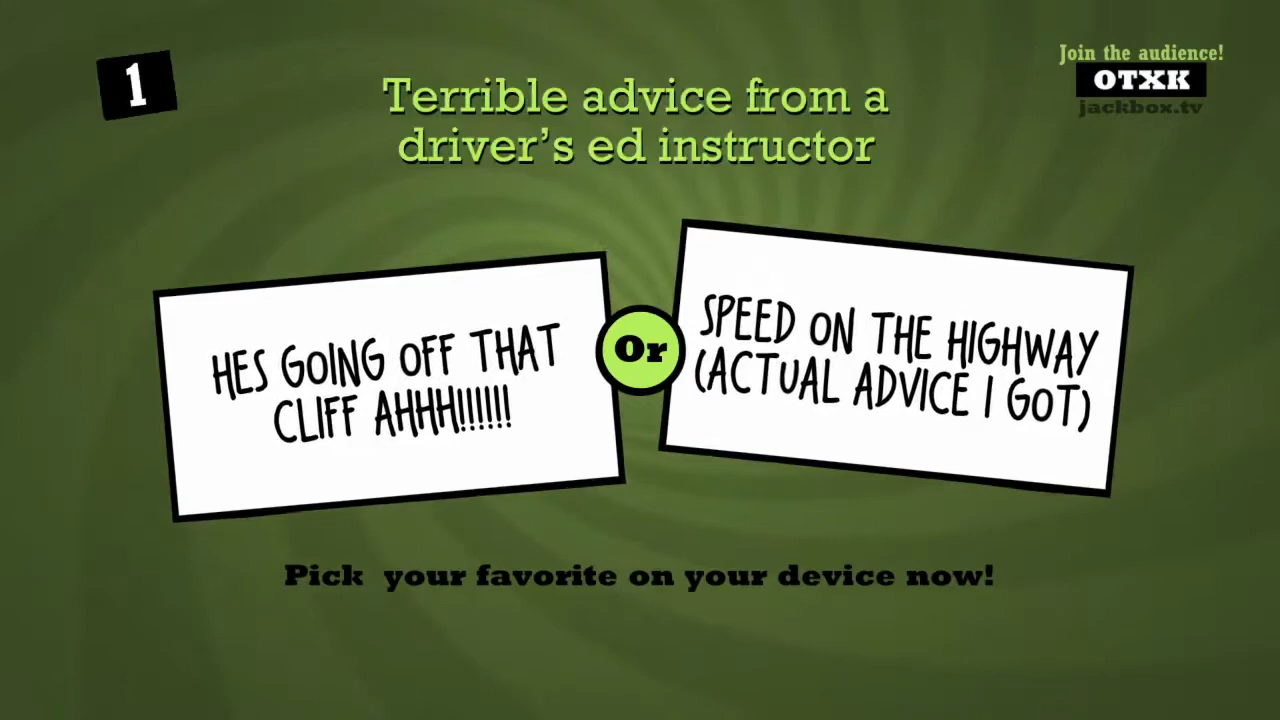 1
Join the audience!
OTXK
jackbox.tv
Terrible advice from a
driver's ed instructor
HES GOING OFF THAT
CLIFF AHHH!!!!!!
Or
SPEED ON THE HIGHWAY
(ACTUAL ADVICE I GOT)
Pick your favorite on your device now!